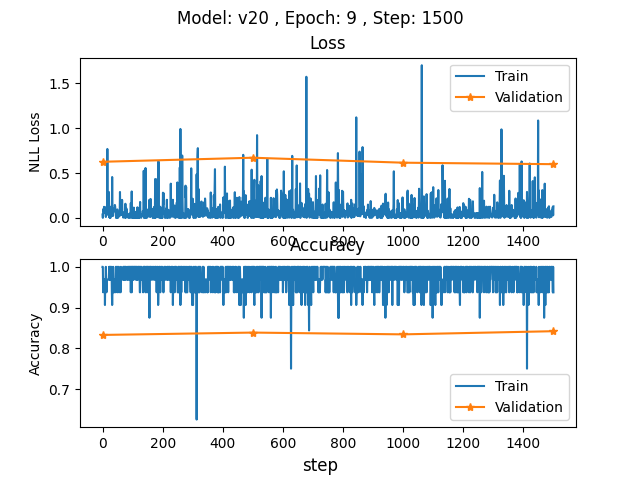 Model: v20 , Epoch: 9 , Step: 1500
Loss
1.5
1.0
0.5
0.0
NLL Loss
Train
Validation
0 200 400 600 800 1000 1200 1400
Accuracy
1.0
0.9
0.8
0.7
Accuracy
Train
Validation
0 200 400 600 800 1000 1200 1400
step